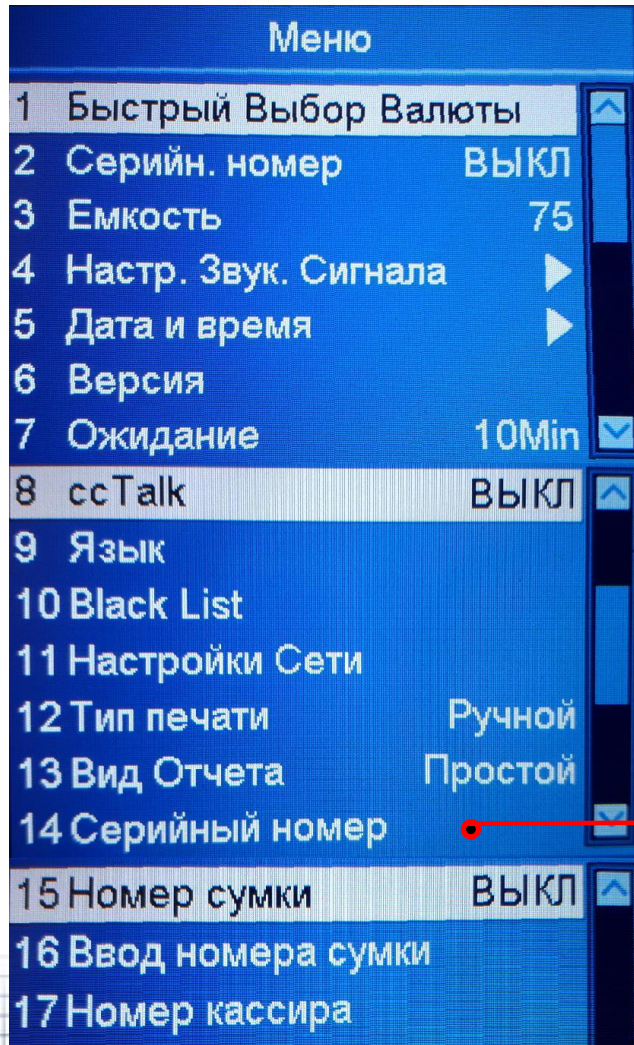 Меню
1 Быстрый Выбор Валюты
2 Серийн. номер ВЫКЛ
3 Емкость 75
4 Настр. Звук. Сигнала
5 Дата и время
6 Версия
7 Ожидание 10Min
8 ccTalk ВЫКЛ
9 Язык
10 Black List
11 Настройки Сети
12 Тип печати Ручной
13 Вид Отчета Простой
14 Серийный номер
15 Номер сумки ВЫКЛ
16 Ввод номера сумки
17 Номер кассира